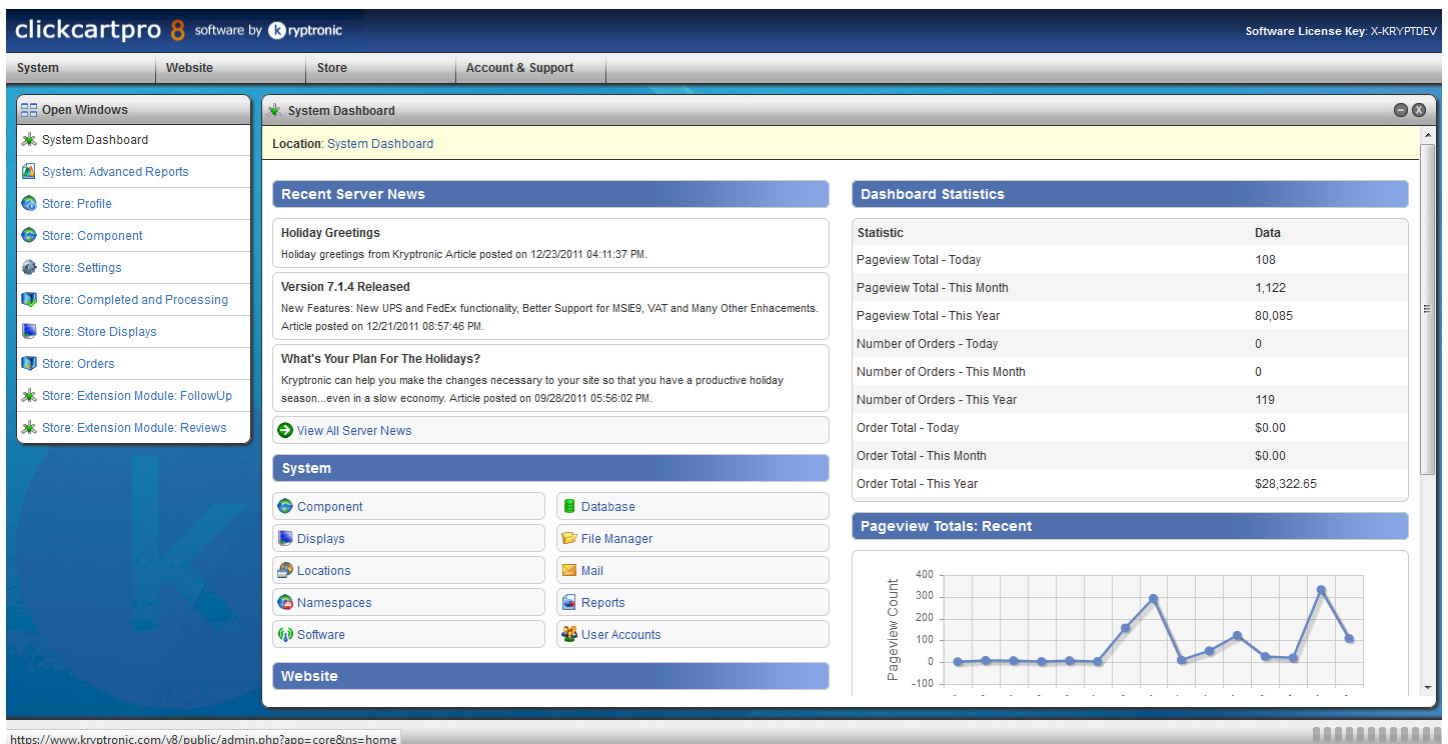 clickcartpro 8 software by kryptronic
Software License Key: X-KRYPTDEV
System Website Store Account & Support
Open Windows
System Dashboard
System: Advanced Reports
Store: Profile
Store: Component
Store: Settings
Store: Completed and Processing
Store: Store Displays
Store: Orders
Store: Extension Module: FollowUp
Store: Extension Module: Reviews
System Dashboard
Location: System Dashboard
Recent Server News
Holiday Greetings
Holiday greetings from Kryptronic Article posted on 12/23/2011 04:11:37 PM.
Version 7.1.4 Released
New Features: New UPS and FedEx functionality, Better Support for MSIE9, VAT and Many Other Enhacements.
Article posted on 12/21/2011 08:57:46 PM.
What's Your Plan For The Holidays?
Kryptronic can help you make the changes necessary to your site so that you have a productive holiday
season...even in a slow economy. Article posted on 09/28/2011 05:56:02 PM.
View All Server News
System
Component Database
Displays File Manager
Locations Mail
Namespaces Reports
Software User Accounts
Website
Dashboard Statistics
Statistic Data
Pageview Total - Today 108
Pageview Total - This Month 1,122
Pageview Total - This Year 80,085
Number of Orders - Today 0
Number of Orders - This Month 0
Number of Orders - This Year 119
Order Total - Today $0.00
Order Total - This Month $0.00
Order Total - This Year $28,322.65
Pageview Totals: Recent
Pageview Count
400
300
200
100
0
-100
https://www.kryptronic.com/v8/public/admin.php?app=core&ns=home